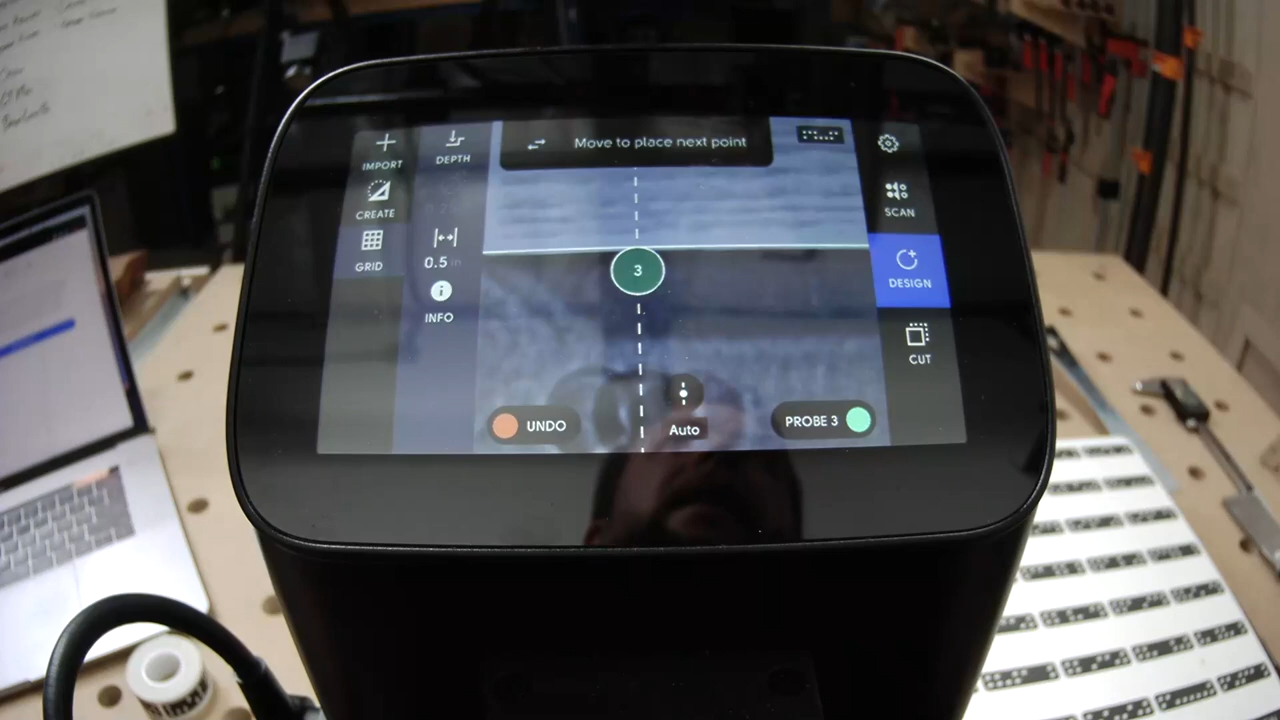 Move to place next point
IMPORT
DEPTH
CREATE
SCAN
GRID
0.5 in
INFO
3
DESIGN
CUT
UNDO
Auto
PROBE 3